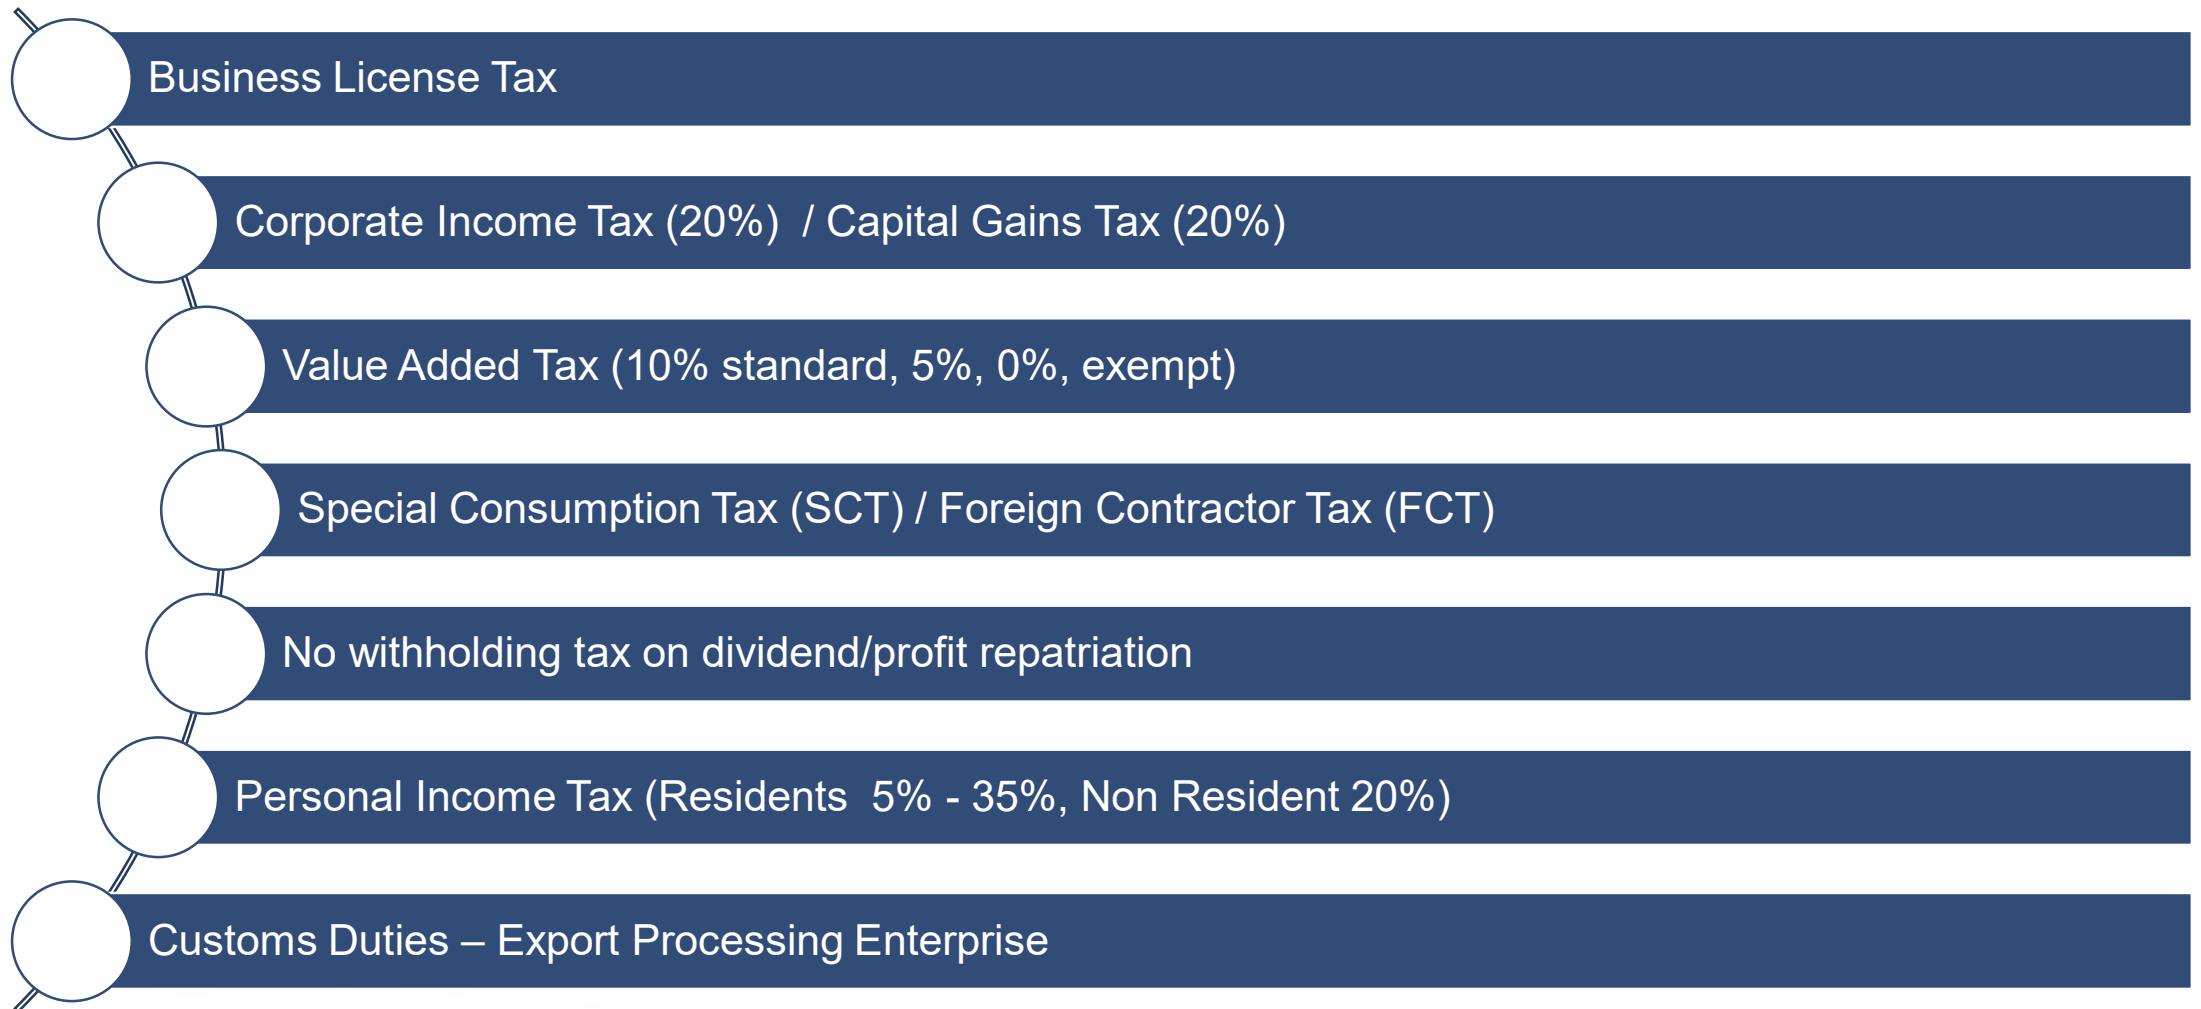 Business License Tax
Corporate Income Tax (20%)  / Capital Gains Tax (20%)
Value Added Tax (10% standard, 5%, 0%, exempt)
Special Consumption Tax (SCT) / Foreign Contractor Tax (FCT)
No withholding tax on dividend/profit repatriation
Personal Income Tax (Residents  5% - 35%, Non Resident 20%)
Customs Duties – Export Processing Enterprise